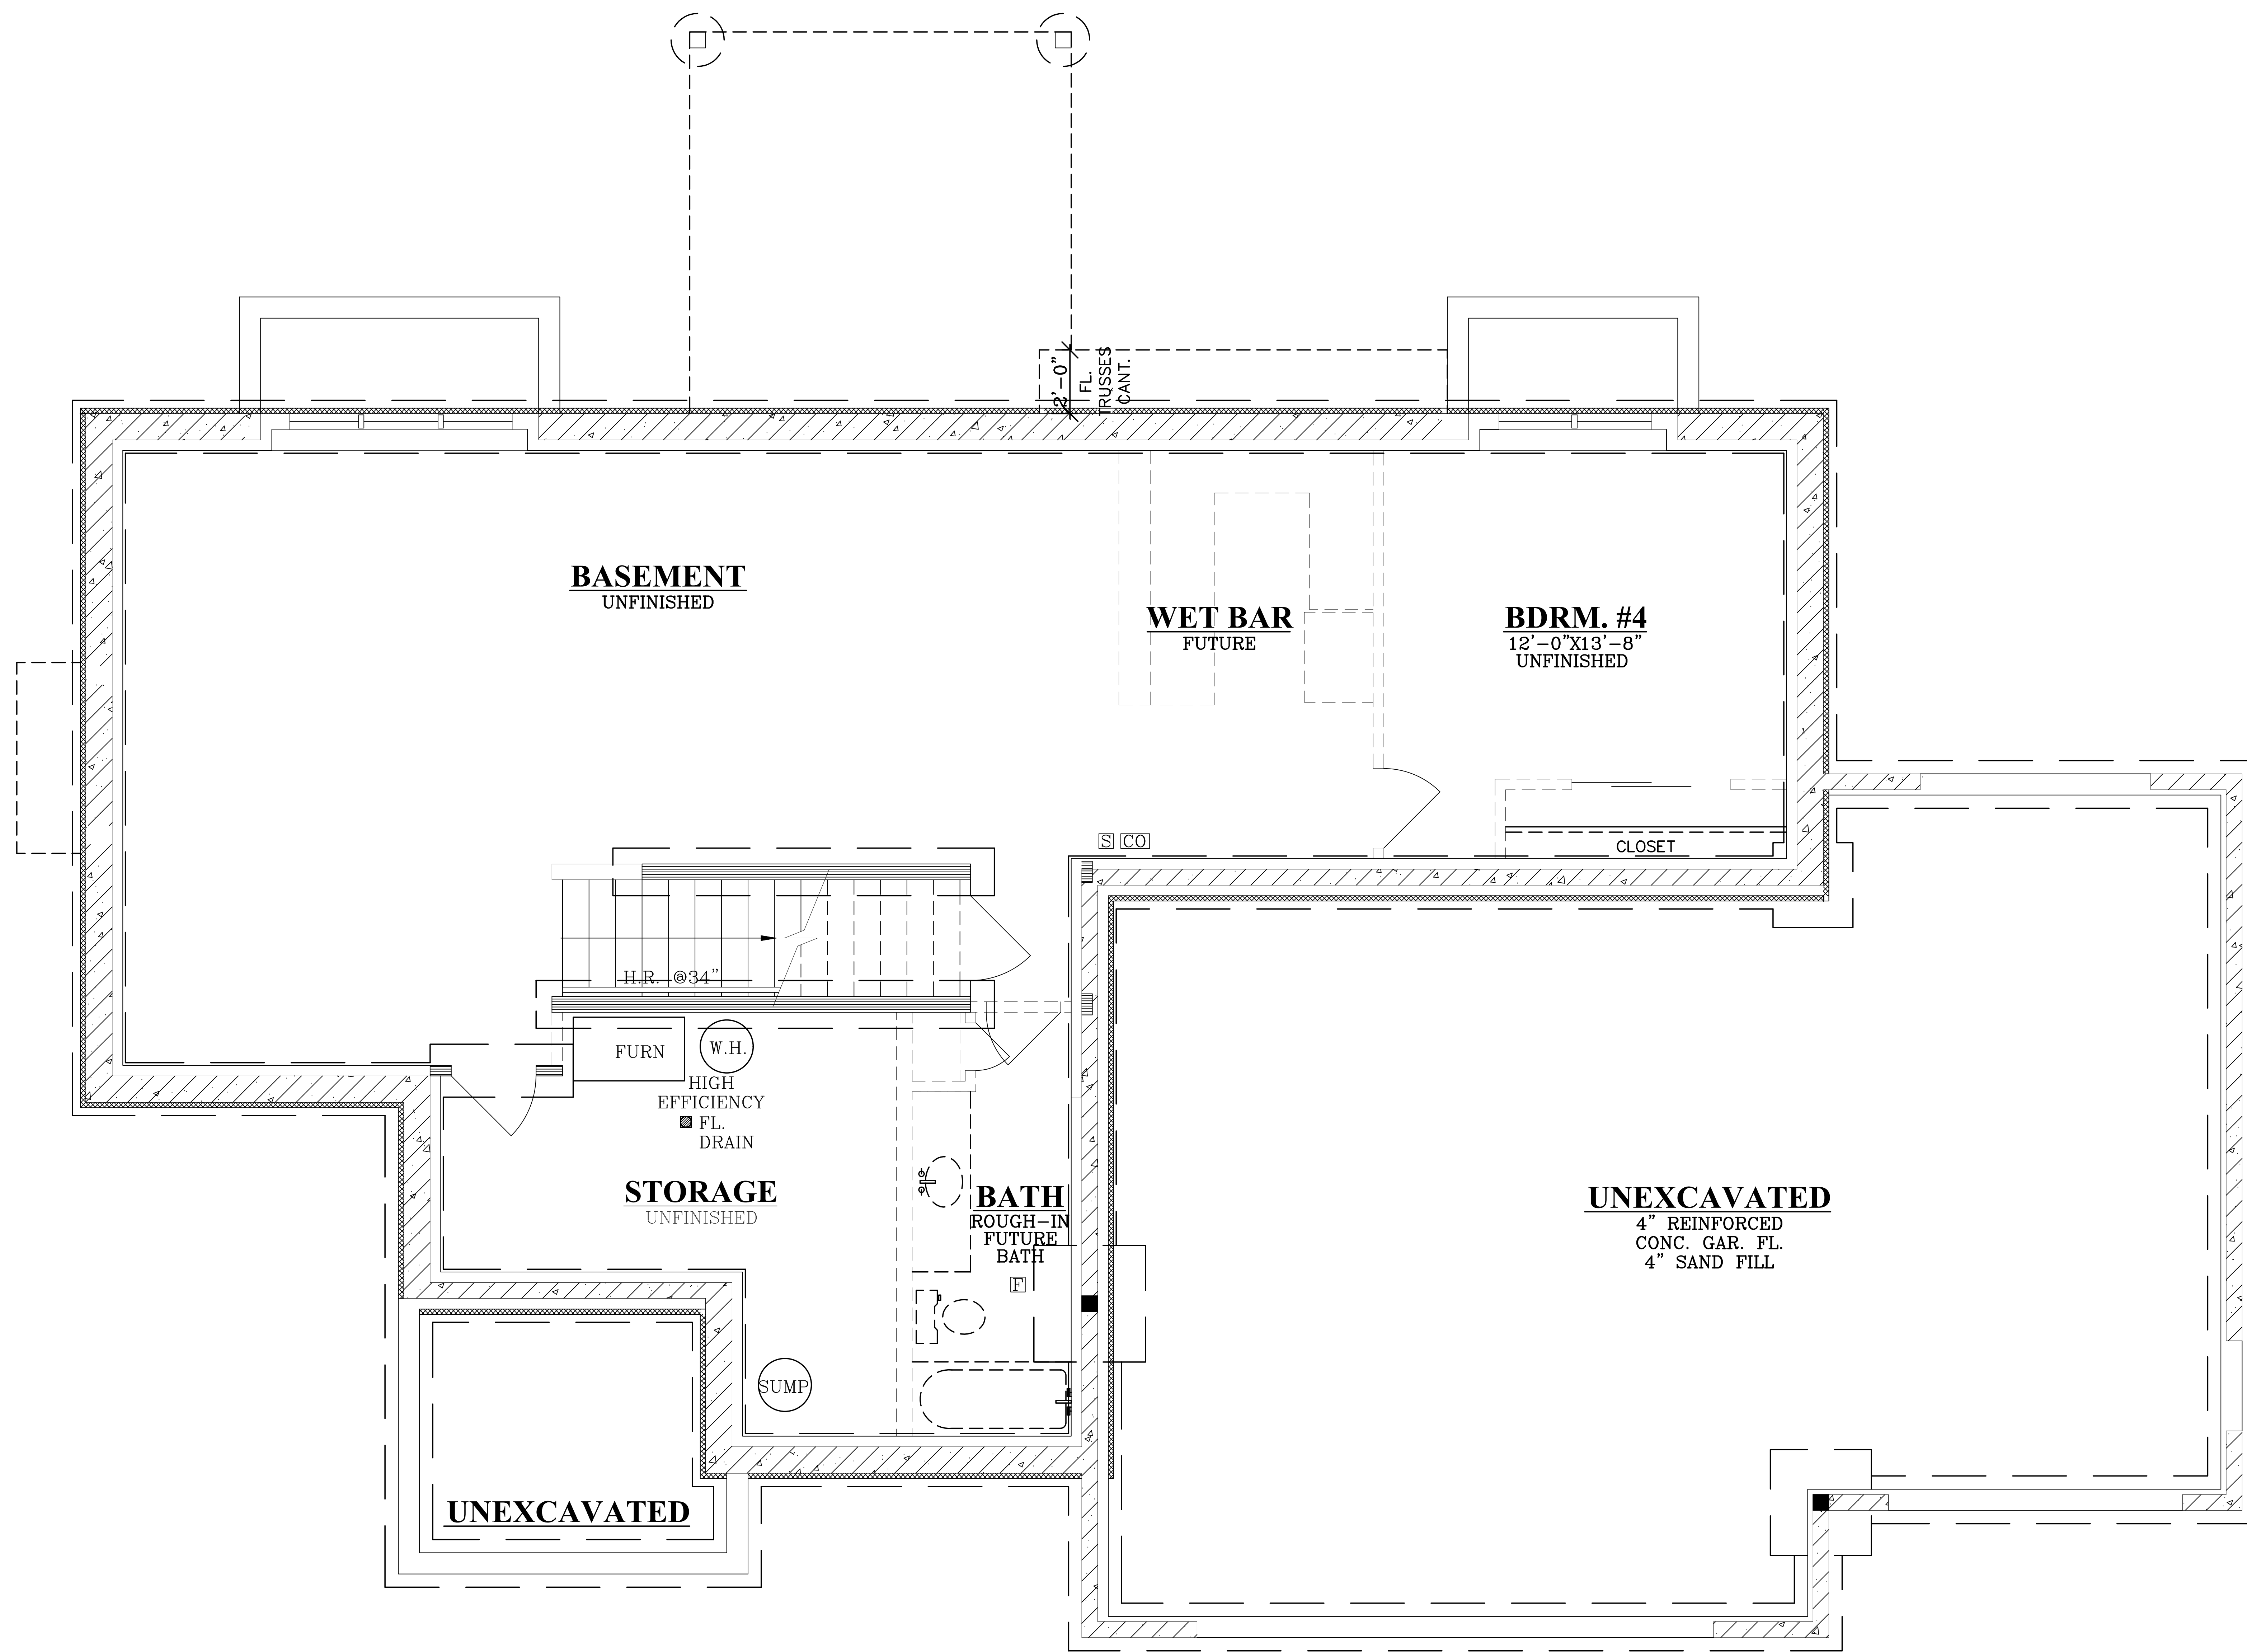 2'-0"
FL.
TRUSSES
CANT.
BASEMENT
UNFINISHED
WET BAR
FUTURE
BDRM. #4
12'-0"X13'-8"
UNFINISHED
S CO
CLOSET
H.R. @34"
FURN
W.H.
HIGH
EFFICIENCY
FL.
DRAIN
STORAGE
UNFINISHED
BATH
ROUGH-IN
FUTURE
BATH
F
UNEXCAVATED
4" REINFORCED
CONC. GAR. FL.
4" SAND FILL
SUMP
UNEXCAVATED